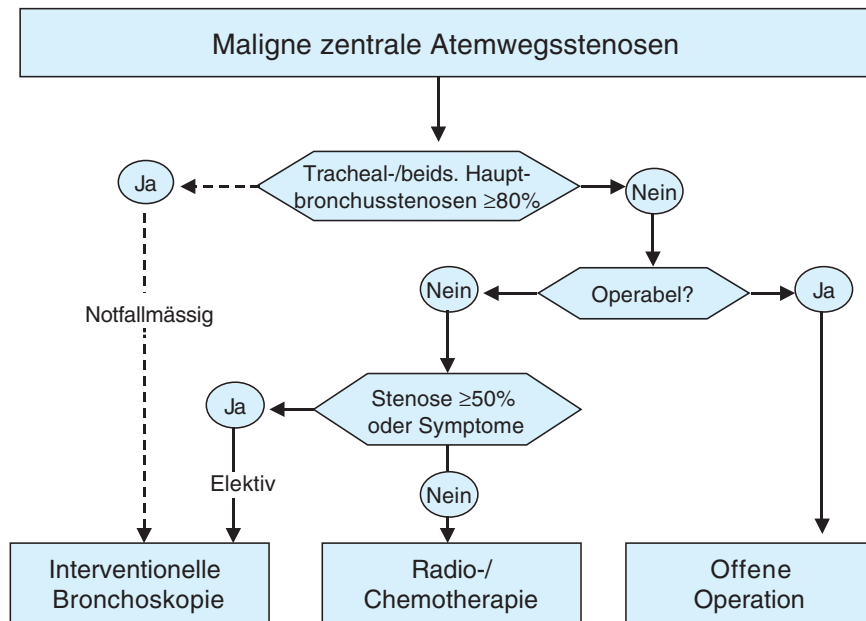 Maligne zentrale Atemwegsstenosen
Tracheal-/beids. Haupt-
bronchusstenosen ≥80%
Ja
Nein
Notfallmässig
Nein
Operabel?
Ja
Ja
Stenose ≥50%
oder Symptome
Elektiv
Nein
Interventionelle
Bronchoskopie
Radio-/
Chemotherapie
Offene
Operation